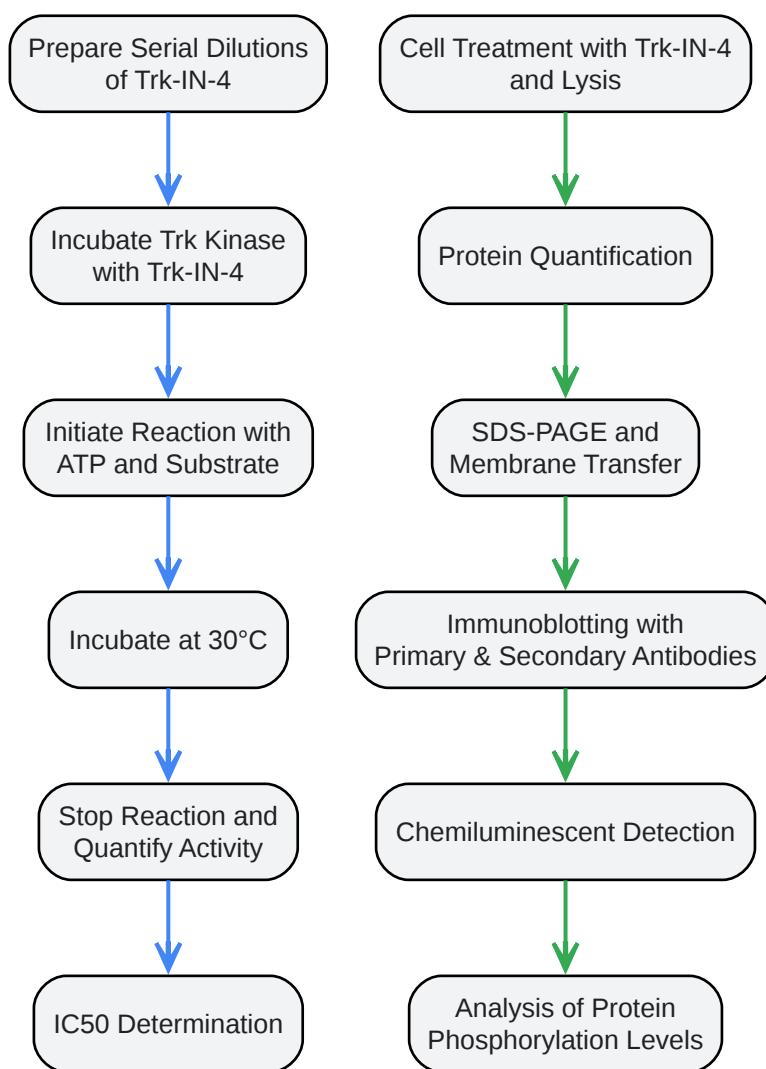 Prepare Serial Dilutions
of Trk-IN-4
Incubate Trk Kinase
with Trk-IN-4
Initiate Reaction with
ATP and Substrate
Incubate at 30°C
Stop Reaction and
Quantify Activity
IC50 Determination
Cell Treatment with Trk-IN-4
and Lysis
Protein Quantification
SDS-PAGE and
Membrane Transfer
Immunoblotting with
Primary & Secondary Antibodies
Chemiluminescent Detection
Analysis of Protein
Phosphorylation Levels